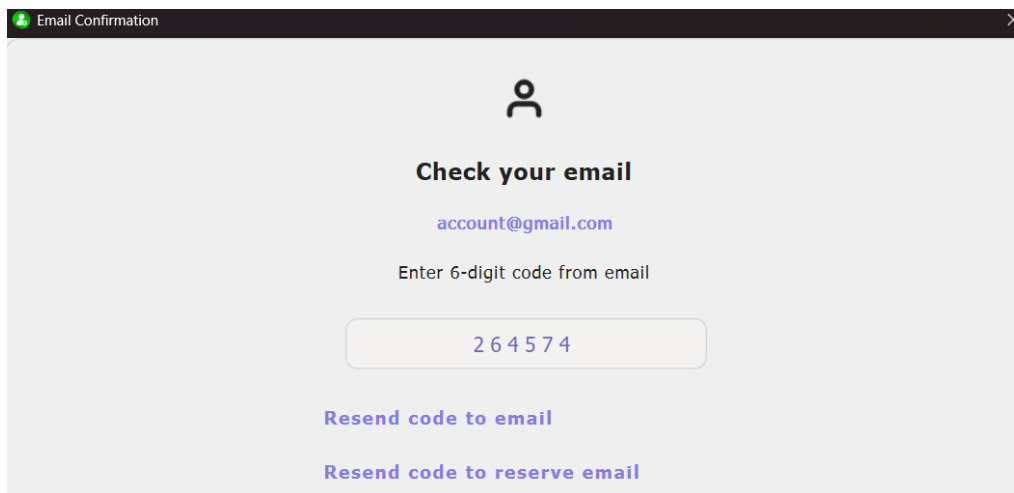 Email Confirmation
Check your email
account@gmail.com
Enter 6-digit code from email
264574
Resend code to email
Resend code to reserve email